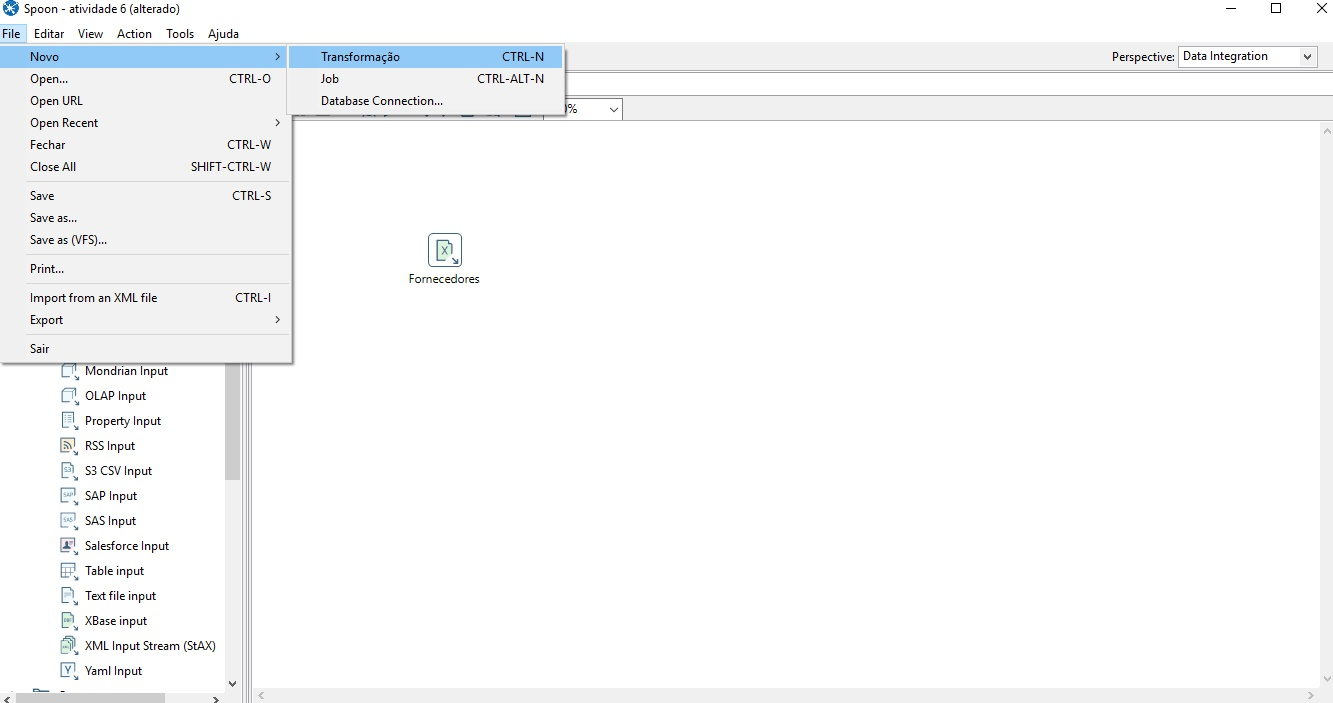 Spoon - atividade 6 (alterado)
File Editar View Action Tools Ajuda
Novo
Transformação CTRL-N
Perspective: Data Integration
Open... CTRL-O
Job CTRL-ALT-N
Open URL
Database Connection...
0%
Open Recent
Fechar CTRL-W
Close All SHIFT-CTRL-W
Save CTRL-S
Save as...
Save as (VFS)...
Print...
Fornecedores
Import from an XML file CTRL-I
Export
Sair
Mondrian Input
OLAP Input
Property Input
RSS Input
S3 CSV Input
SAP Input
SAS Input
Salesforce Input
Table input
Text file input
XBase input
XML Input Stream (StAX)
Yaml Input